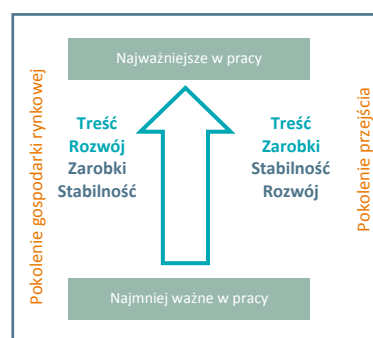 Najważniejsze w pracy
Pokolenie gospodarki rynkowej
Treść
Rozwój
Zarobki
Stabilność
Treść
Zarobki
Stabilność
Rozwój
Pokolenie przejścia
Najmniej ważne w pracy